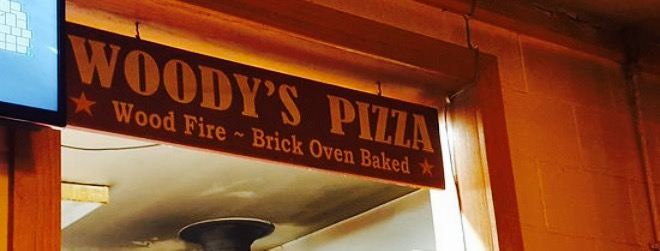 WOODY'S PIZZA
★ Wood Fire ~ Brick Oven Baked ★